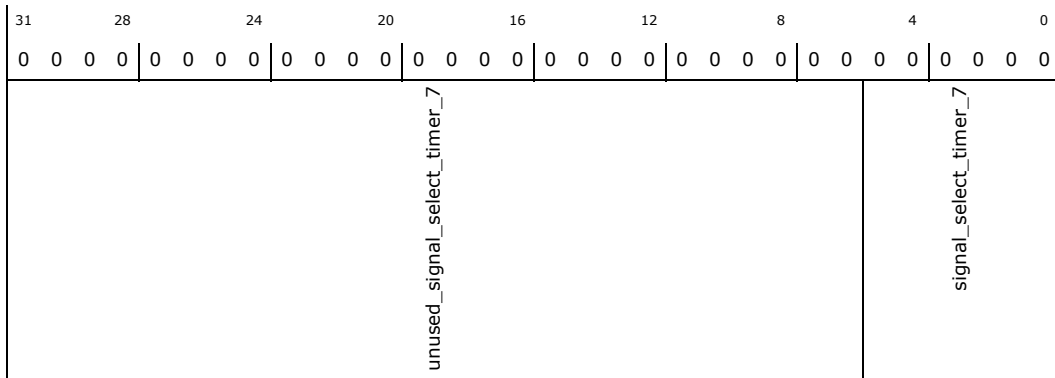 31 28 24 20 16 12 8 4 0
0 0 0 0 0 0 0 0 0 0 0 0 0 0 0 0 0 0 0 0 0 0 0 0 0 0 0 0 0 0 0 0
unused_signal_select_timer_7
signal_select_timer_7